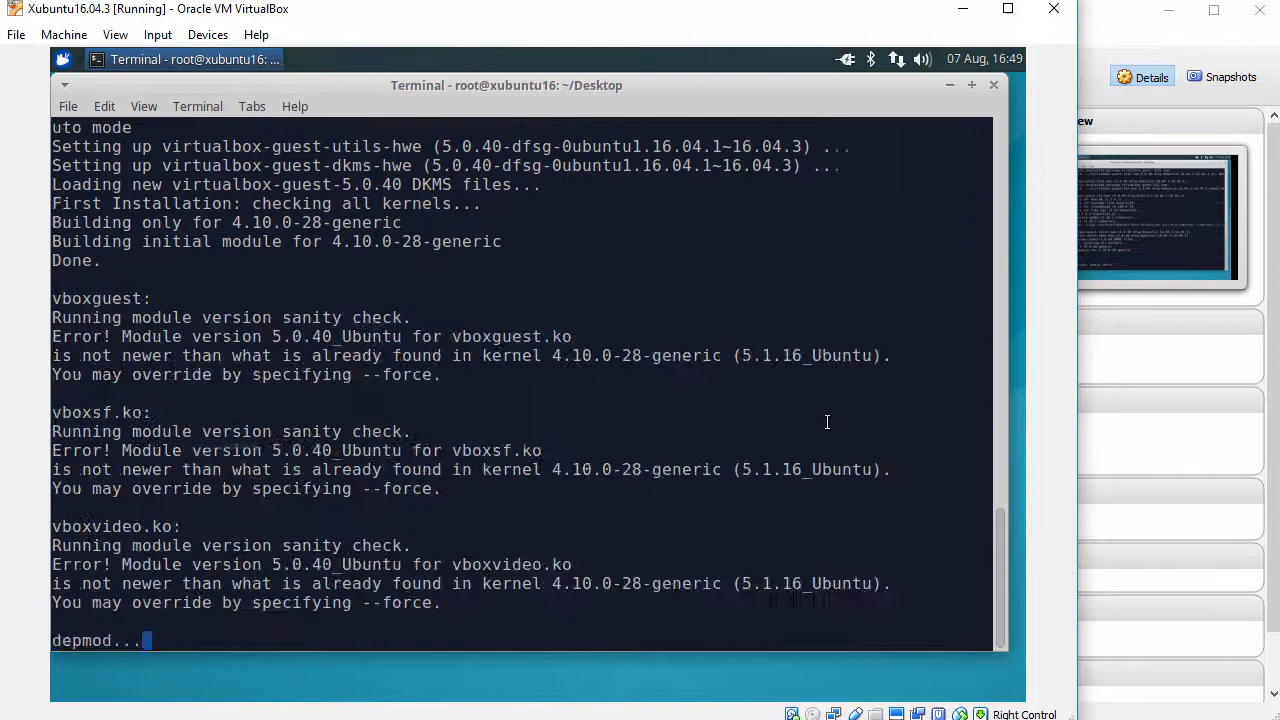 Xubuntu16.04.3 [Running] - Oracle VM VirtualBox
File Machine View Input Devices Help
Terminal - root@xubuntu16: ...
07 Aug, 16:49
Details
Snapshots
Terminal - root@xubuntu16: ~/Desktop
File Edit View Terminal Tabs Help
ew
uto mode
Setting up virtualbox-guest-utils-hwe (5.0.40-dfsg-0ubuntu1.16.04.1~16.04.3) ...
Setting up virtualbox-guest-dkms-hwe (5.0.40-dfsg-0ubuntu1.16.04.1~16.04.3) ...
Loading new virtualbox-guest-5.0.40 DKMS files...
First Installation: checking all kernels...
Building only for 4.10.0-28-generic
Building initial module for 4.10.0-28-generic
Done.
vboxguest:
Running module version sanity check.
Error! Module version 5.0.40_Ubuntu for vboxguest.ko
is not newer than what is already found in kernel 4.10.0-28-generic (5.1.16_Ubuntu).
You may override by specifying --force.
vboxsf.ko:
Running module version sanity check.
Error! Module version 5.0.40_Ubuntu for vboxsf.ko
is not newer than what is already found in kernel 4.10.0-28-generic (5.1.16_Ubuntu).
You may override by specifying --force.
vboxvideo.ko:
Running module version sanity check.
Error! Module version 5.0.40_Ubuntu for vboxvideo.ko
is not newer than what is already found in kernel 4.10.0-28-generic (5.1.16_Ubuntu).
You may override by specifying --force.
depmod...
Right Control